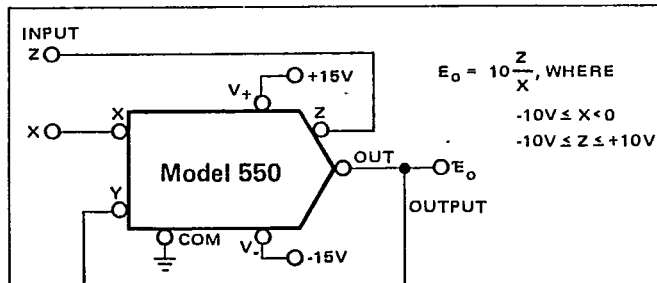 INPUT
Z
X
X
Y
V+
+15V
Z
Model 550
OUT
E₀
OUTPUT
COM
V-
-15V
E₀ = 10 Z/X, WHERE
-10V ≤ X<0
-10V ≤ Z ≤ +10V